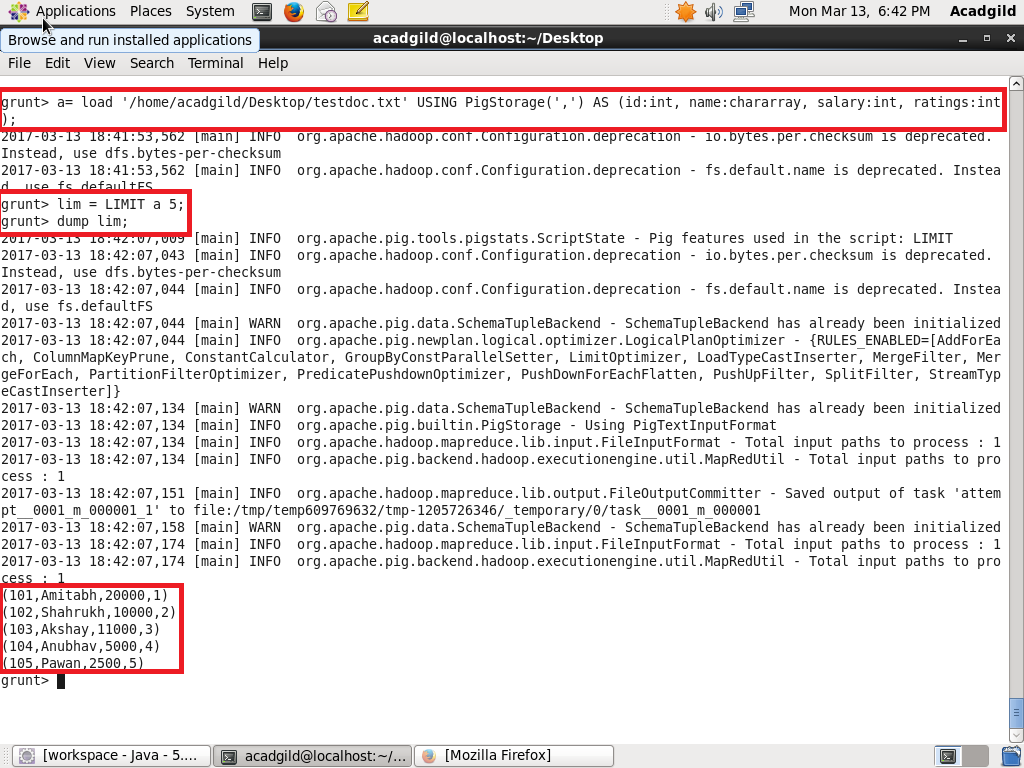 Applications Places System
Mon Mar 13, 6:42 PM Acadgild
Browse and run installed applications
acadgild@localhost:~/Desktop
File Edit View Search Terminal Help
grunt> a= load '/home/acadgild/Desktop/testdoc.txt' USING PigStorage(',') AS (id:int, name:chararray, salary:int, ratings:int
);
2017-03-13 18:41:53,562 [main] INFO  org.apache.hadoop.conf.Configuration.deprecation - io.bytes.per.checksum is deprecated.
Instead, use dfs.bytes-per-checksum
2017-03-13 18:41:53,562 [main] INFO  org.apache.hadoop.conf.Configuration.deprecation - fs.default.name is deprecated. Instea
d, use fs.defaultFS
grunt> lim = LIMIT a 5;
grunt> dump lim;
2017-03-13 18:42:07,009 [main] INFO  org.apache.pig.tools.pigstats.ScriptState - Pig features used in the script: LIMIT
2017-03-13 18:42:07,043 [main] INFO  org.apache.hadoop.conf.Configuration.deprecation - io.bytes.per.checksum is deprecated.
Instead, use dfs.bytes-per-checksum
2017-03-13 18:42:07,044 [main] INFO  org.apache.hadoop.conf.Configuration.deprecation - fs.default.name is deprecated. Instea
d, use fs.defaultFS
2017-03-13 18:42:07,044 [main] WARN  org.apache.pig.data.SchemaTupleBackend - SchemaTupleBackend has already been initialized
2017-03-13 18:42:07,044 [main] INFO  org.apache.pig.newplan.logical.optimizer.LogicalPlanOptimizer - {RULES_ENABLED=[AddForEa
ch, ColumnMapKeyPrune, ConstantCalculator, GroupByConstParallelSetter, LimitOptimizer, LoadTypeCastInserter, MergeFilter, Mer
geForEach, PartitionFilterOptimizer, PredicatePushdownOptimizer, PushDownForEachFlatten, PushUpFilter, SplitFilter, StreamTyp
eCastInserter]}
2017-03-13 18:42:07,134 [main] WARN  org.apache.pig.data.SchemaTupleBackend - SchemaTupleBackend has already been initialized
2017-03-13 18:42:07,134 [main] INFO  org.apache.pig.builtin.PigStorage - Using PigTextInputFormat
2017-03-13 18:42:07,134 [main] INFO  org.apache.hadoop.mapreduce.lib.input.FileInputFormat - Total input paths to process : 1
2017-03-13 18:42:07,134 [main] INFO  org.apache.pig.backend.hadoop.executionengine.util.MapRedUtil - Total input paths to pro
cess : 1
2017-03-13 18:42:07,151 [main] INFO  org.apache.hadoop.mapreduce.lib.output.FileOutputCommitter - Saved output of task 'attem
pt__0001_m_000001_1' to file:/tmp/temp609769632/tmp-1205726346/_temporary/0/task__0001_m_000001
2017-03-13 18:42:07,158 [main] WARN  org.apache.pig.data.SchemaTupleBackend - SchemaTupleBackend has already been initialized
2017-03-13 18:42:07,174 [main] INFO  org.apache.hadoop.mapreduce.lib.input.FileInputFormat - Total input paths to process : 1
2017-03-13 18:42:07,174 [main] INFO  org.apache.pig.backend.hadoop.executionengine.util.MapRedUtil - Total input paths to pro
cess : 1
(101,Amitabh,20000,1)
(102,Shahrukh,10000,2)
(103,Akshay,11000,3)
(104,Anubhav,5000,4)
(105,Pawan,2500,5)
grunt>
[workspace - Java - 5.... acadgild@localhost:~/... [Mozilla Firefox]